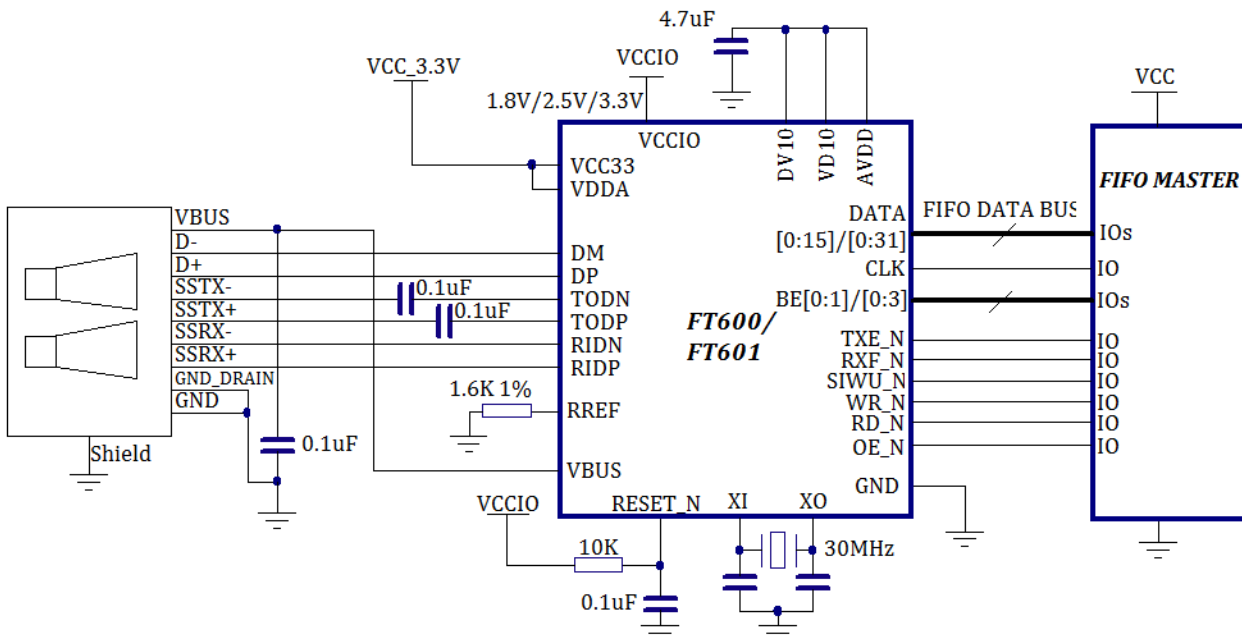 4.7uF
VCCIO
VCC_3.3V
VCC
1.8V/2.5V/3.3V
VCCIO
DV10
VD10
AVDD
VCC33
VDDA
FIFO MASTER
VBUS
D-
D+
SSTX-
SSTX+
SSRX-
SSRX+
GND_DRAIN
GND
Shield
0.1uF
0.1uF
0.1uF
DM
DP
TODN
TODP
RIDN
RIDP
1.6K 1%
RREF
VBUS
FT600/
FT601
DATA
[0:15]/[0:31]
CLK
BE[0:1]/[0:3]
TXE_N
RXF_N
SIWU_N
WR_N
RD_N
OE_N
GND
FIFO DATA BUS
IOs
IO
IOs
IO
IO
IO
IO
IO
IO
VCCIO
RESET_N
XI
XO
10K
0.1uF
30MHz